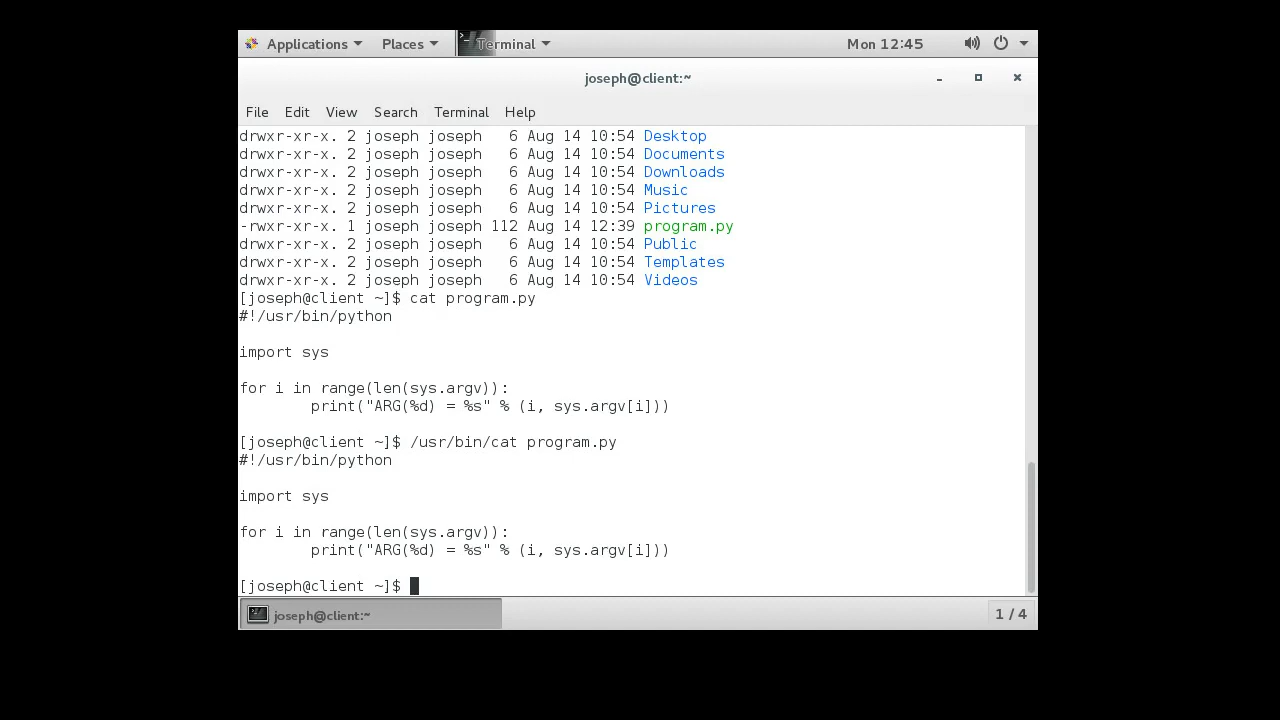 Applications Places Terminal Mon 12:45
joseph@client:~
File Edit View Search Terminal Help
drwxr-xr-x. 2 joseph joseph   6 Aug 14 10:54 Desktop
drwxr-xr-x. 2 joseph joseph   6 Aug 14 10:54 Documents
drwxr-xr-x. 2 joseph joseph   6 Aug 14 10:54 Downloads
drwxr-xr-x. 2 joseph joseph   6 Aug 14 10:54 Music
drwxr-xr-x. 2 joseph joseph   6 Aug 14 10:54 Pictures
-rwxr-xr-x. 1 joseph joseph 112 Aug 14 12:39 program.py
drwxr-xr-x. 2 joseph joseph   6 Aug 14 10:54 Public
drwxr-xr-x. 2 joseph joseph   6 Aug 14 10:54 Templates
drwxr-xr-x. 2 joseph joseph   6 Aug 14 10:54 Videos
[joseph@client ~]$ cat program.py
#!/usr/bin/python
import sys
for i in range(len(sys.argv)):
        print("ARG(%d) = %s" % (i, sys.argv[i]))
[joseph@client ~]$ /usr/bin/cat program.py
#!/usr/bin/python
import sys
for i in range(len(sys.argv)):
        print("ARG(%d) = %s" % (i, sys.argv[i]))
[joseph@client ~]$
joseph@client:~ 1 / 4